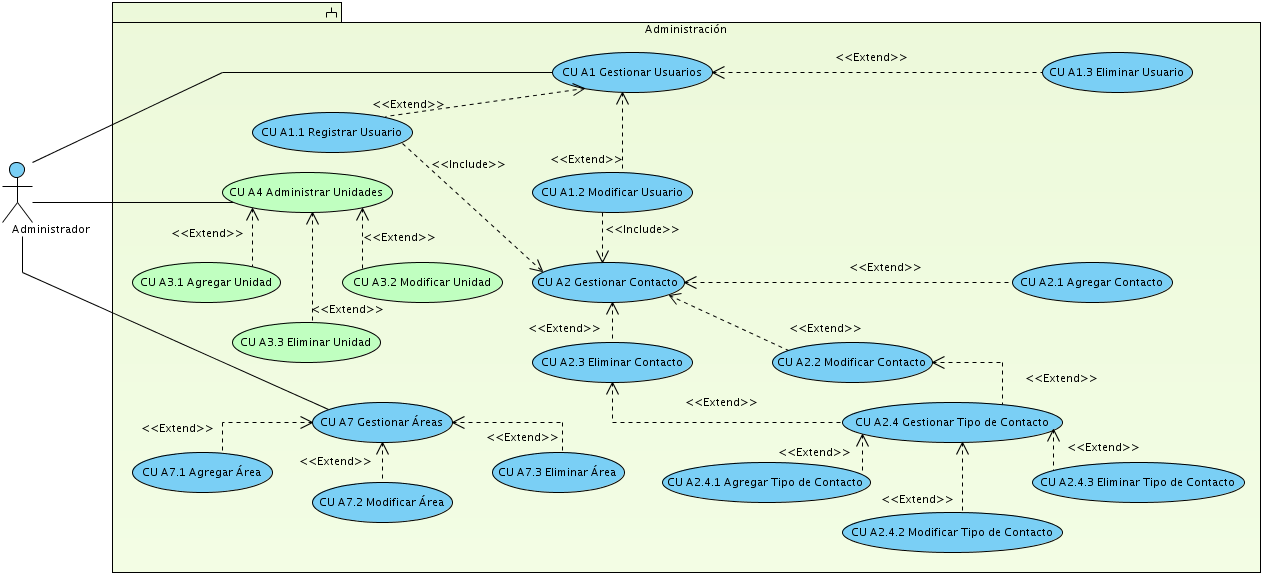 Administración
CU A1 Gestionar Usuarios
<<Extend>>
CU A1.3 Eliminar Usuario
<<Extend>>
CU A1.1 Registrar Usuario
<<Include>>
<<Extend>>
CU A4 Administrar Unidades
CU A1.2 Modificar Usuario
Administrador
<<Extend>>
<<Extend>>
<<Include>>
<<Extend>>
CU A3.1 Agregar Unidad
CU A3.2 Modificar Unidad
CU A2 Gestionar Contacto
CU A2.1 Agregar Contacto
<<Extend>>
<<Extend>>
<<Extend>>
CU A3.3 Eliminar Unidad
CU A2.3 Eliminar Contacto
CU A2.2 Modificar Contacto
<<Extend>>
<<Extend>>
CU A7 Gestionar Áreas
CU A2.4 Gestionar Tipo de Contacto
<<Extend>>
<<Extend>>
<<Extend>>
<<Extend>>
<<Extend>>
CU A7.1 Agregar Área
CU A7.3 Eliminar Área
CU A2.4.1 Agregar Tipo de Contacto
CU A2.4.3 Eliminar Tipo de Contacto
CU A7.2 Modificar Área
<<Extend>>
CU A2.4.2 Modificar Tipo de Contacto